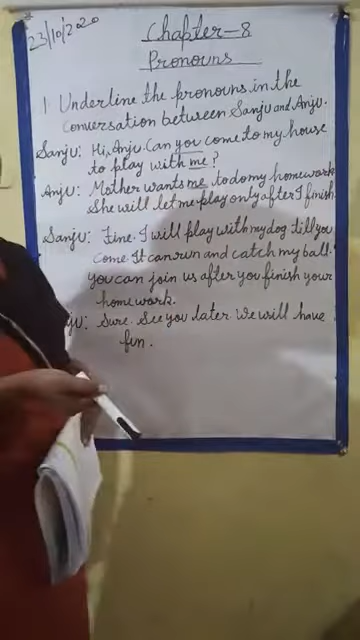 23/10/2020
Chapter-8
Pronouns
1 Underline the pronouns in the
conversation between Sanju and Anju.
Sanju: Hi, Anju. Can you come to my house
to play with me?
Anju: Mother wants me to do my homework
She will let me play only after I finish.
Sanju: Fine. I will play with my dog till you
come. It can run and catch my ball.
you can join us after you finish your
homework.
ju: Sure. See you later. We will have
fun.